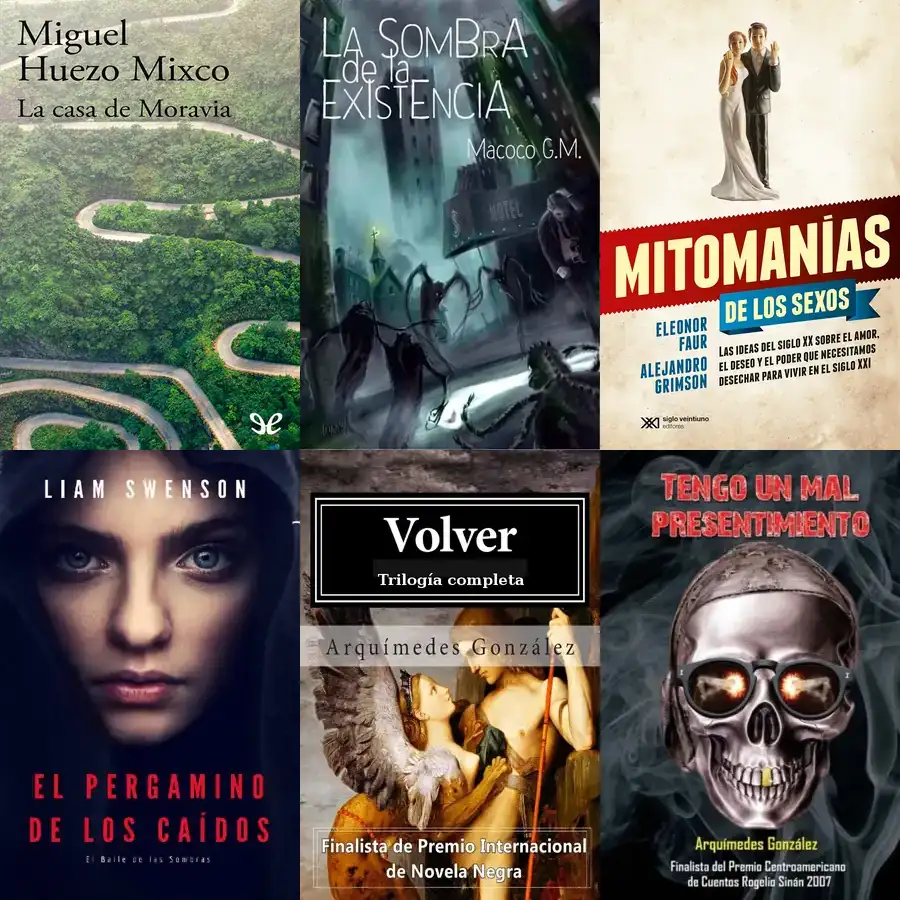 Miguel
Huezo Mixco
La casa de Moravia
LA SOMBRA
de la
EXISTENCIA
Macoco G.M.
MOTEL
MITOMANÍAS
DE LOS SEXOS
ELEONOR
FAUR
ALEJANDRO
GRIMSON
LAS IDEAS DEL SIGLO XX SOBRE EL AMOR,
EL DESEO Y EL PODER QUE NECESITAMOS
DESECHAR PARA VIVIR EN EL SIGLO XXI
siglo veintiuno
editores
LIAM SWENSON
EL PERGAMINO
DE LOS CAÍDOS
El Baile de las Sombras
Volver
Trilogía completa
Arquímedes González
Finalista de Premio Internacional
de Novela Negra
TENGO UN MAL
PRESENTIMIENTO
Arquímedes González
Finalista del Premio Centroamericano
de Cuentos Rogelio Sinán 2007